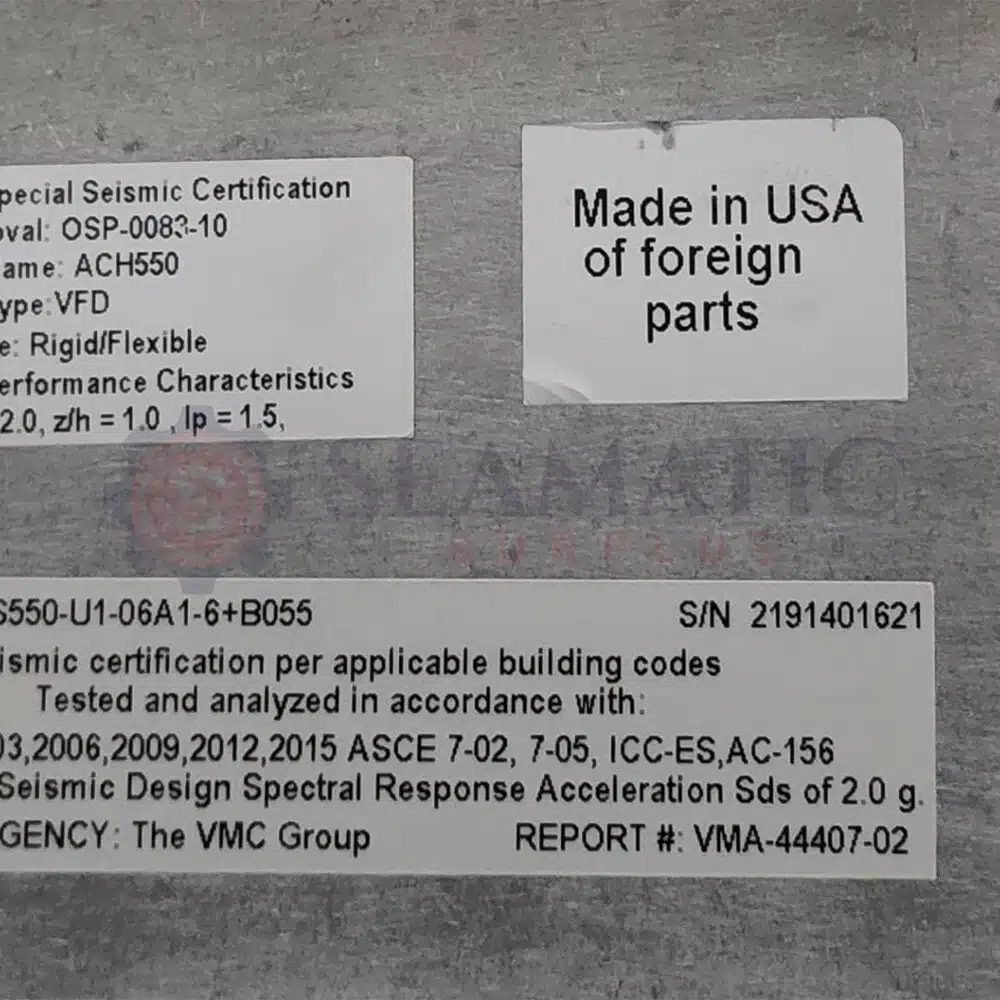 pecial Seismic Certification
oval: OSP-0083-10
ame: ACH550
ype:VFD
e: Rigid/Flexible
erformance Characteristics
2.0, z/h = 1.0 , Ip = 1.5,
Made in USA
of foreign
parts
SEAMATIC
SURPLUS
S550-U1-06A1-6+B055 S/N 2191401621
ismic certification per applicable building codes
Tested and analyzed in accordance with:
03,2006,2009,2012,2015 ASCE 7-02, 7-05, ICC-ES,AC-156
Seismic Design Spectral Response Acceleration Sds of 2.0 g.
GENCY: The VMC Group REPORT #: VMA-44407-02